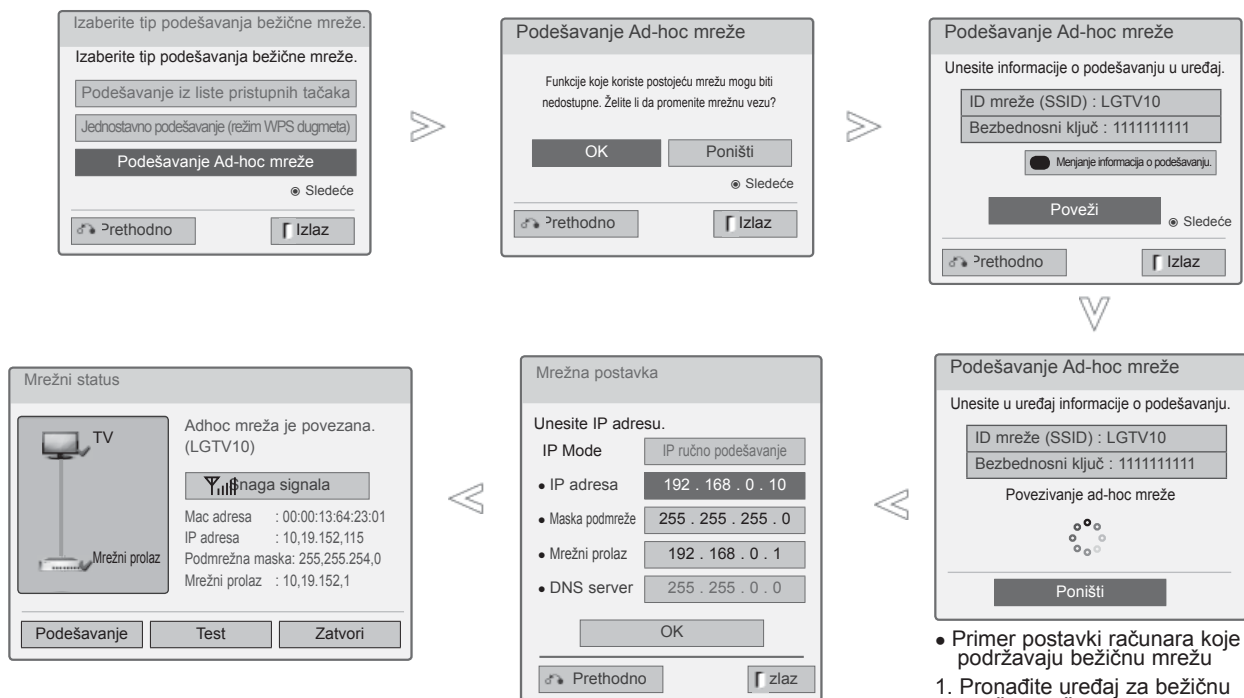 Izaberite tip podešavanja bežične mreže.
Izaberite tip podešavanja bežične mreže.
Podešavanje iz liste pristupnih tačaka
Jednostavno podešavanje (režim WPS dugmeta)
Podešavanje Ad-hoc mreže
Sledeće
Prethodno
Izlaz
Podešavanje Ad-hoc mreže
Funkcije koje koriste postojeću mrežu mogu biti
nedostupne. Želite li da promenite mrežnu vezu?
OK
Poništi
Sledeće
Prethodno
Izlaz
Podešavanje Ad-hoc mreže
Unesite informacije o podešavanju u uređaj.
ID mreže (SSID) : LGTV10
Bezbednosni ključ : 1111111111
Menjanje informacija o podešavanju.
Poveži
Sledeće
Prethodno
Izlaz
Podešavanje Ad-hoc mreže
Unesite u uređaj informacije o podešavanju.
ID mreže (SSID) : LGTV10
Bezbednosni ključ : 1111111111
Povezivanje ad-hoc mreže
Poništi
Mrežna postavka
Unesite IP adresu.
IP Mode IP ručno podešavanje
• IP adresa 192 . 168 . 0 . 10
• Maska podmreže 255 . 255 . 255 . 0
• Mrežni prolaz 192 . 168 . 0 . 1
• DNS server 255 . 255 . 0 . 0
OK
Prethodno
zlaz
Mrežni status
TV
Mrežni prolaz
Adhoc mreža je povezana.
(LGTV10)
Snaga signala
Mac adresa : 00:00:13:64:23:01
IP adresa : 10,19.152,115
Podmrežna maska: 255,255.254,0
Mrežni prolaz : 10,19.152,1
Podešavanje
Test
Zatvori
• Primer postavki računara koje
podržavaju bežičnu mrežu
1. Pronađite uređaj za bežičnu